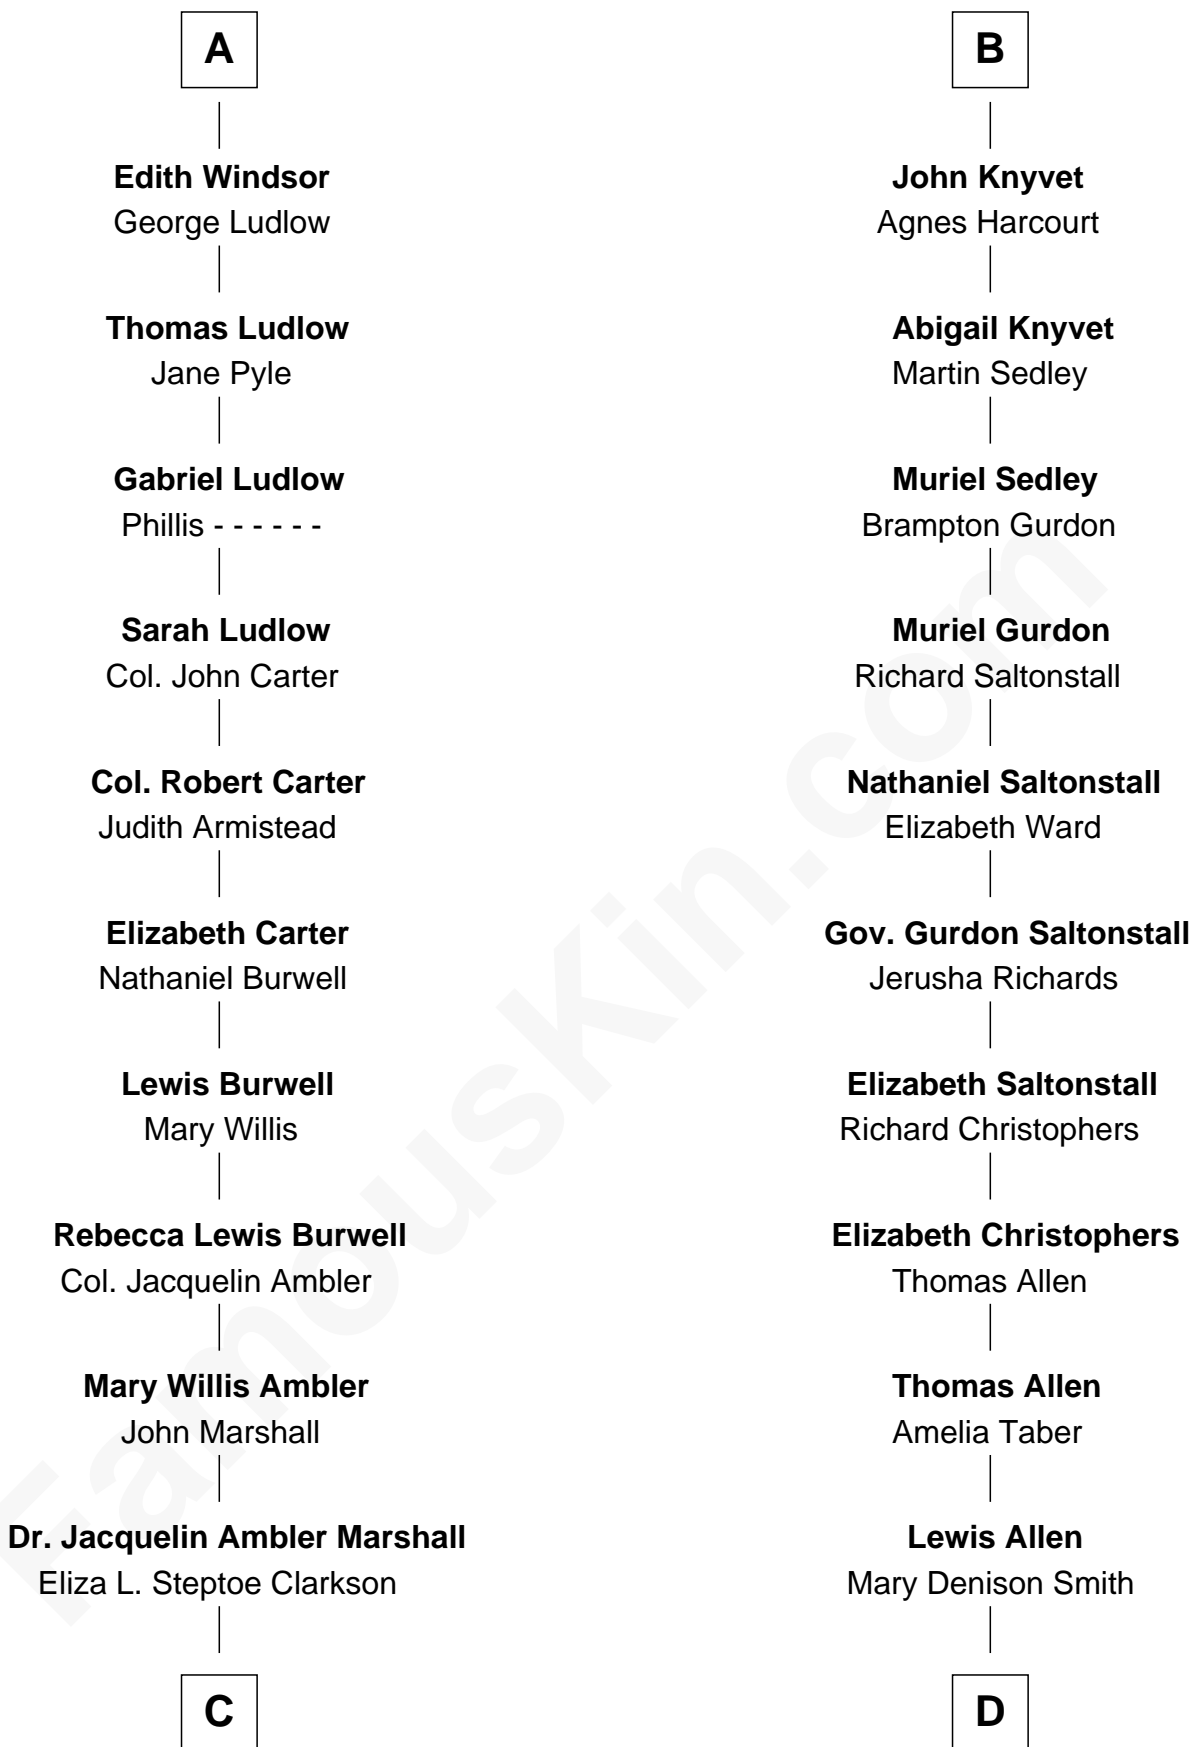 A
Edith Windsor
George Ludlow
Thomas Ludlow
Jane Pyle
Gabriel Ludlow
Phillis - - - - - -
Sarah Ludlow
Col. John Carter
Col. Robert Carter
Judith Armistead
Elizabeth Carter
Nathaniel Burwell
Lewis Burwell
Mary Willis
Rebecca Lewis Burwell
Col. Jacquelin Ambler
Mary Willis Ambler
John Marshall
Dr. Jacquelin Ambler Marshall
Eliza L. Steptoe Clarkson
C
B
John Knyvet
Agnes Harcourt
Abigail Knyvet
Martin Sedley
Muriel Sedley
Brampton Gurdon
Muriel Gurdon
Richard Saltonstall
Nathaniel Saltonstall
Elizabeth Ward
Gov. Gurdon Saltonstall
Jerusha Richards
Elizabeth Saltonstall
Richard Christophers
Elizabeth Christophers
Thomas Allen
Thomas Allen
Amelia Taber
Lewis Allen
Mary Denison Smith
D
FamousKin.com